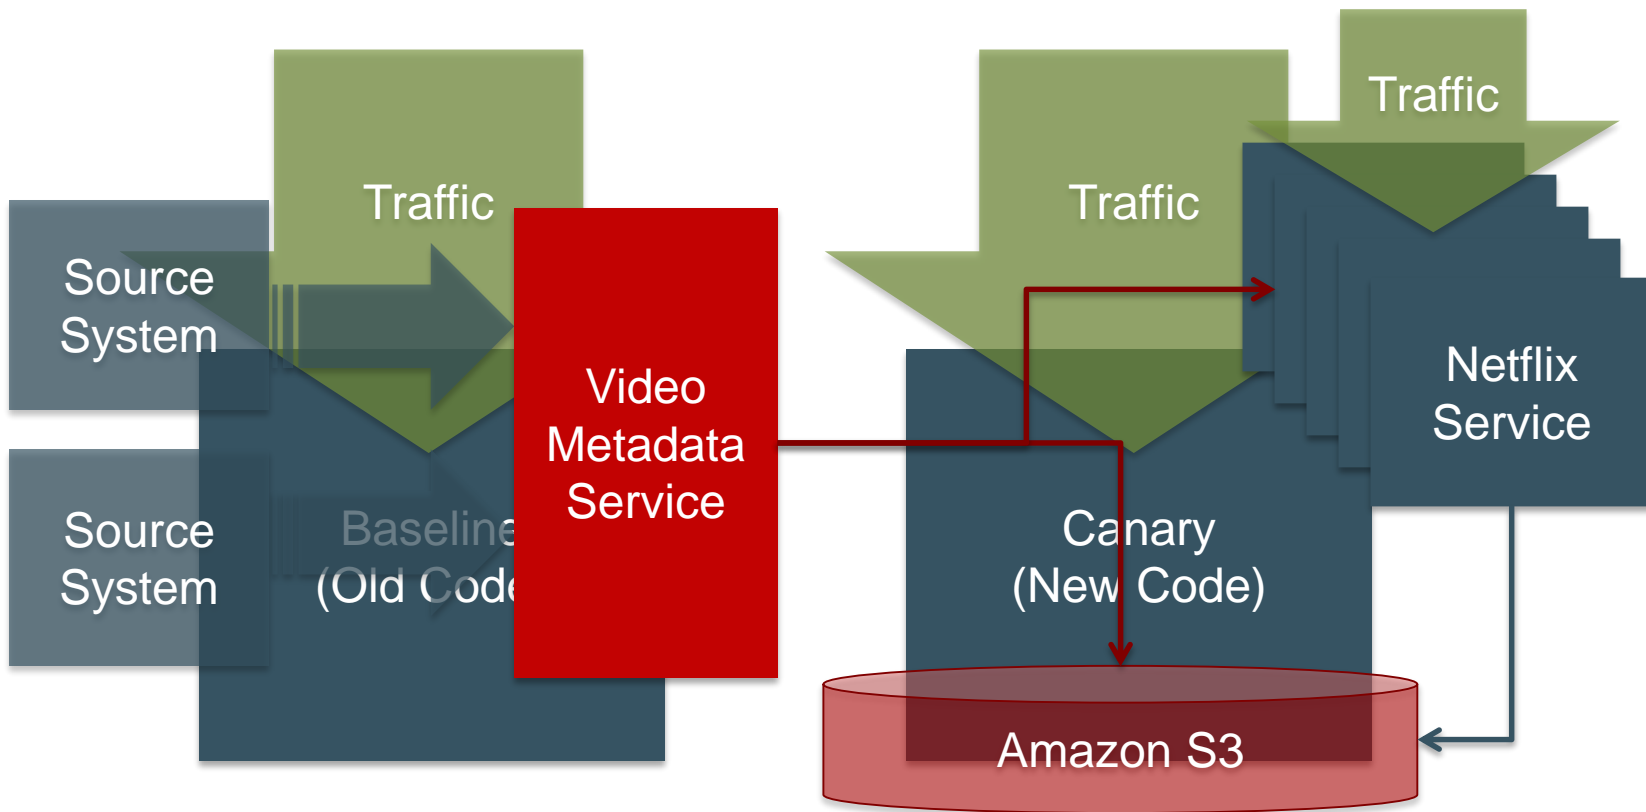 Traffic
Traffic
Traffic
Source
System
Video
Metadata
Service
Netflix
Service
Source
System
Baseline
(Old Code
Canary
(New Code)
Amazon S3